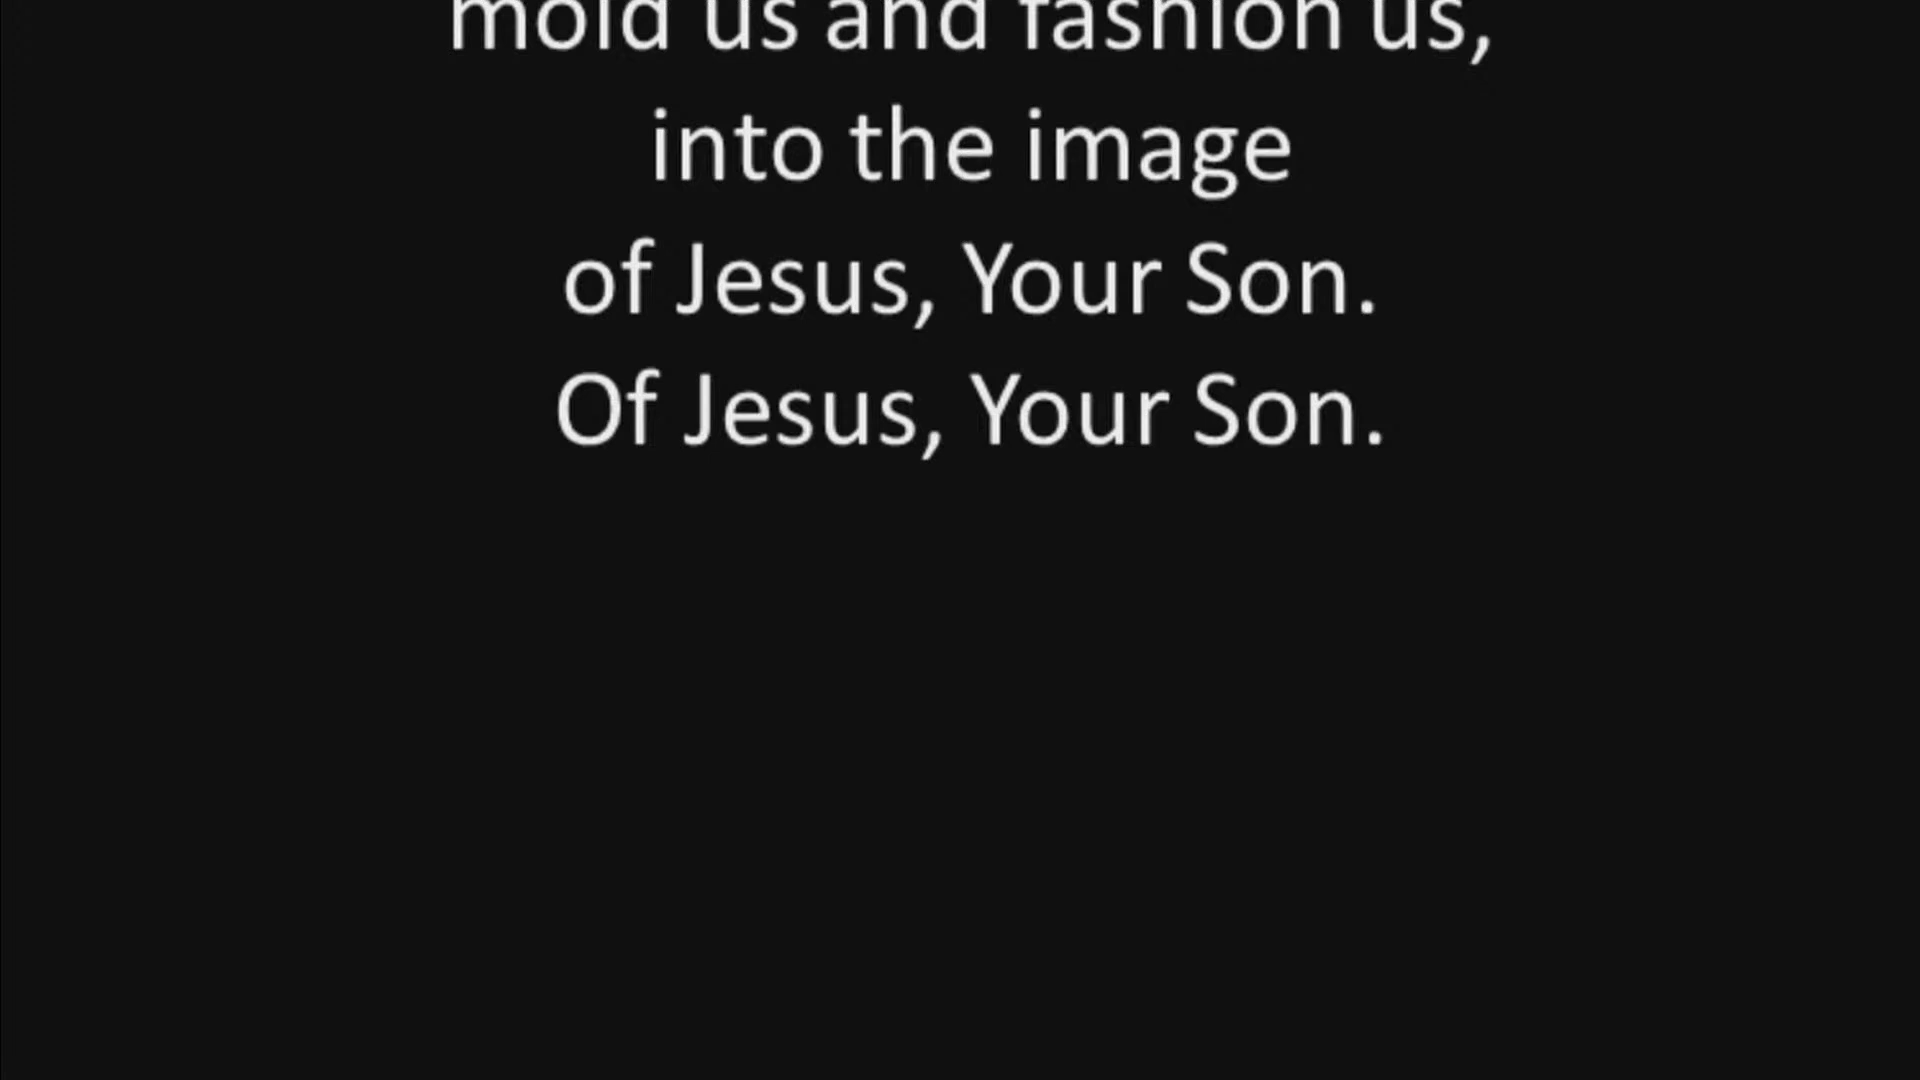 mold us and fashion us,
into the image
of Jesus, Your Son.
Of Jesus, Your Son.